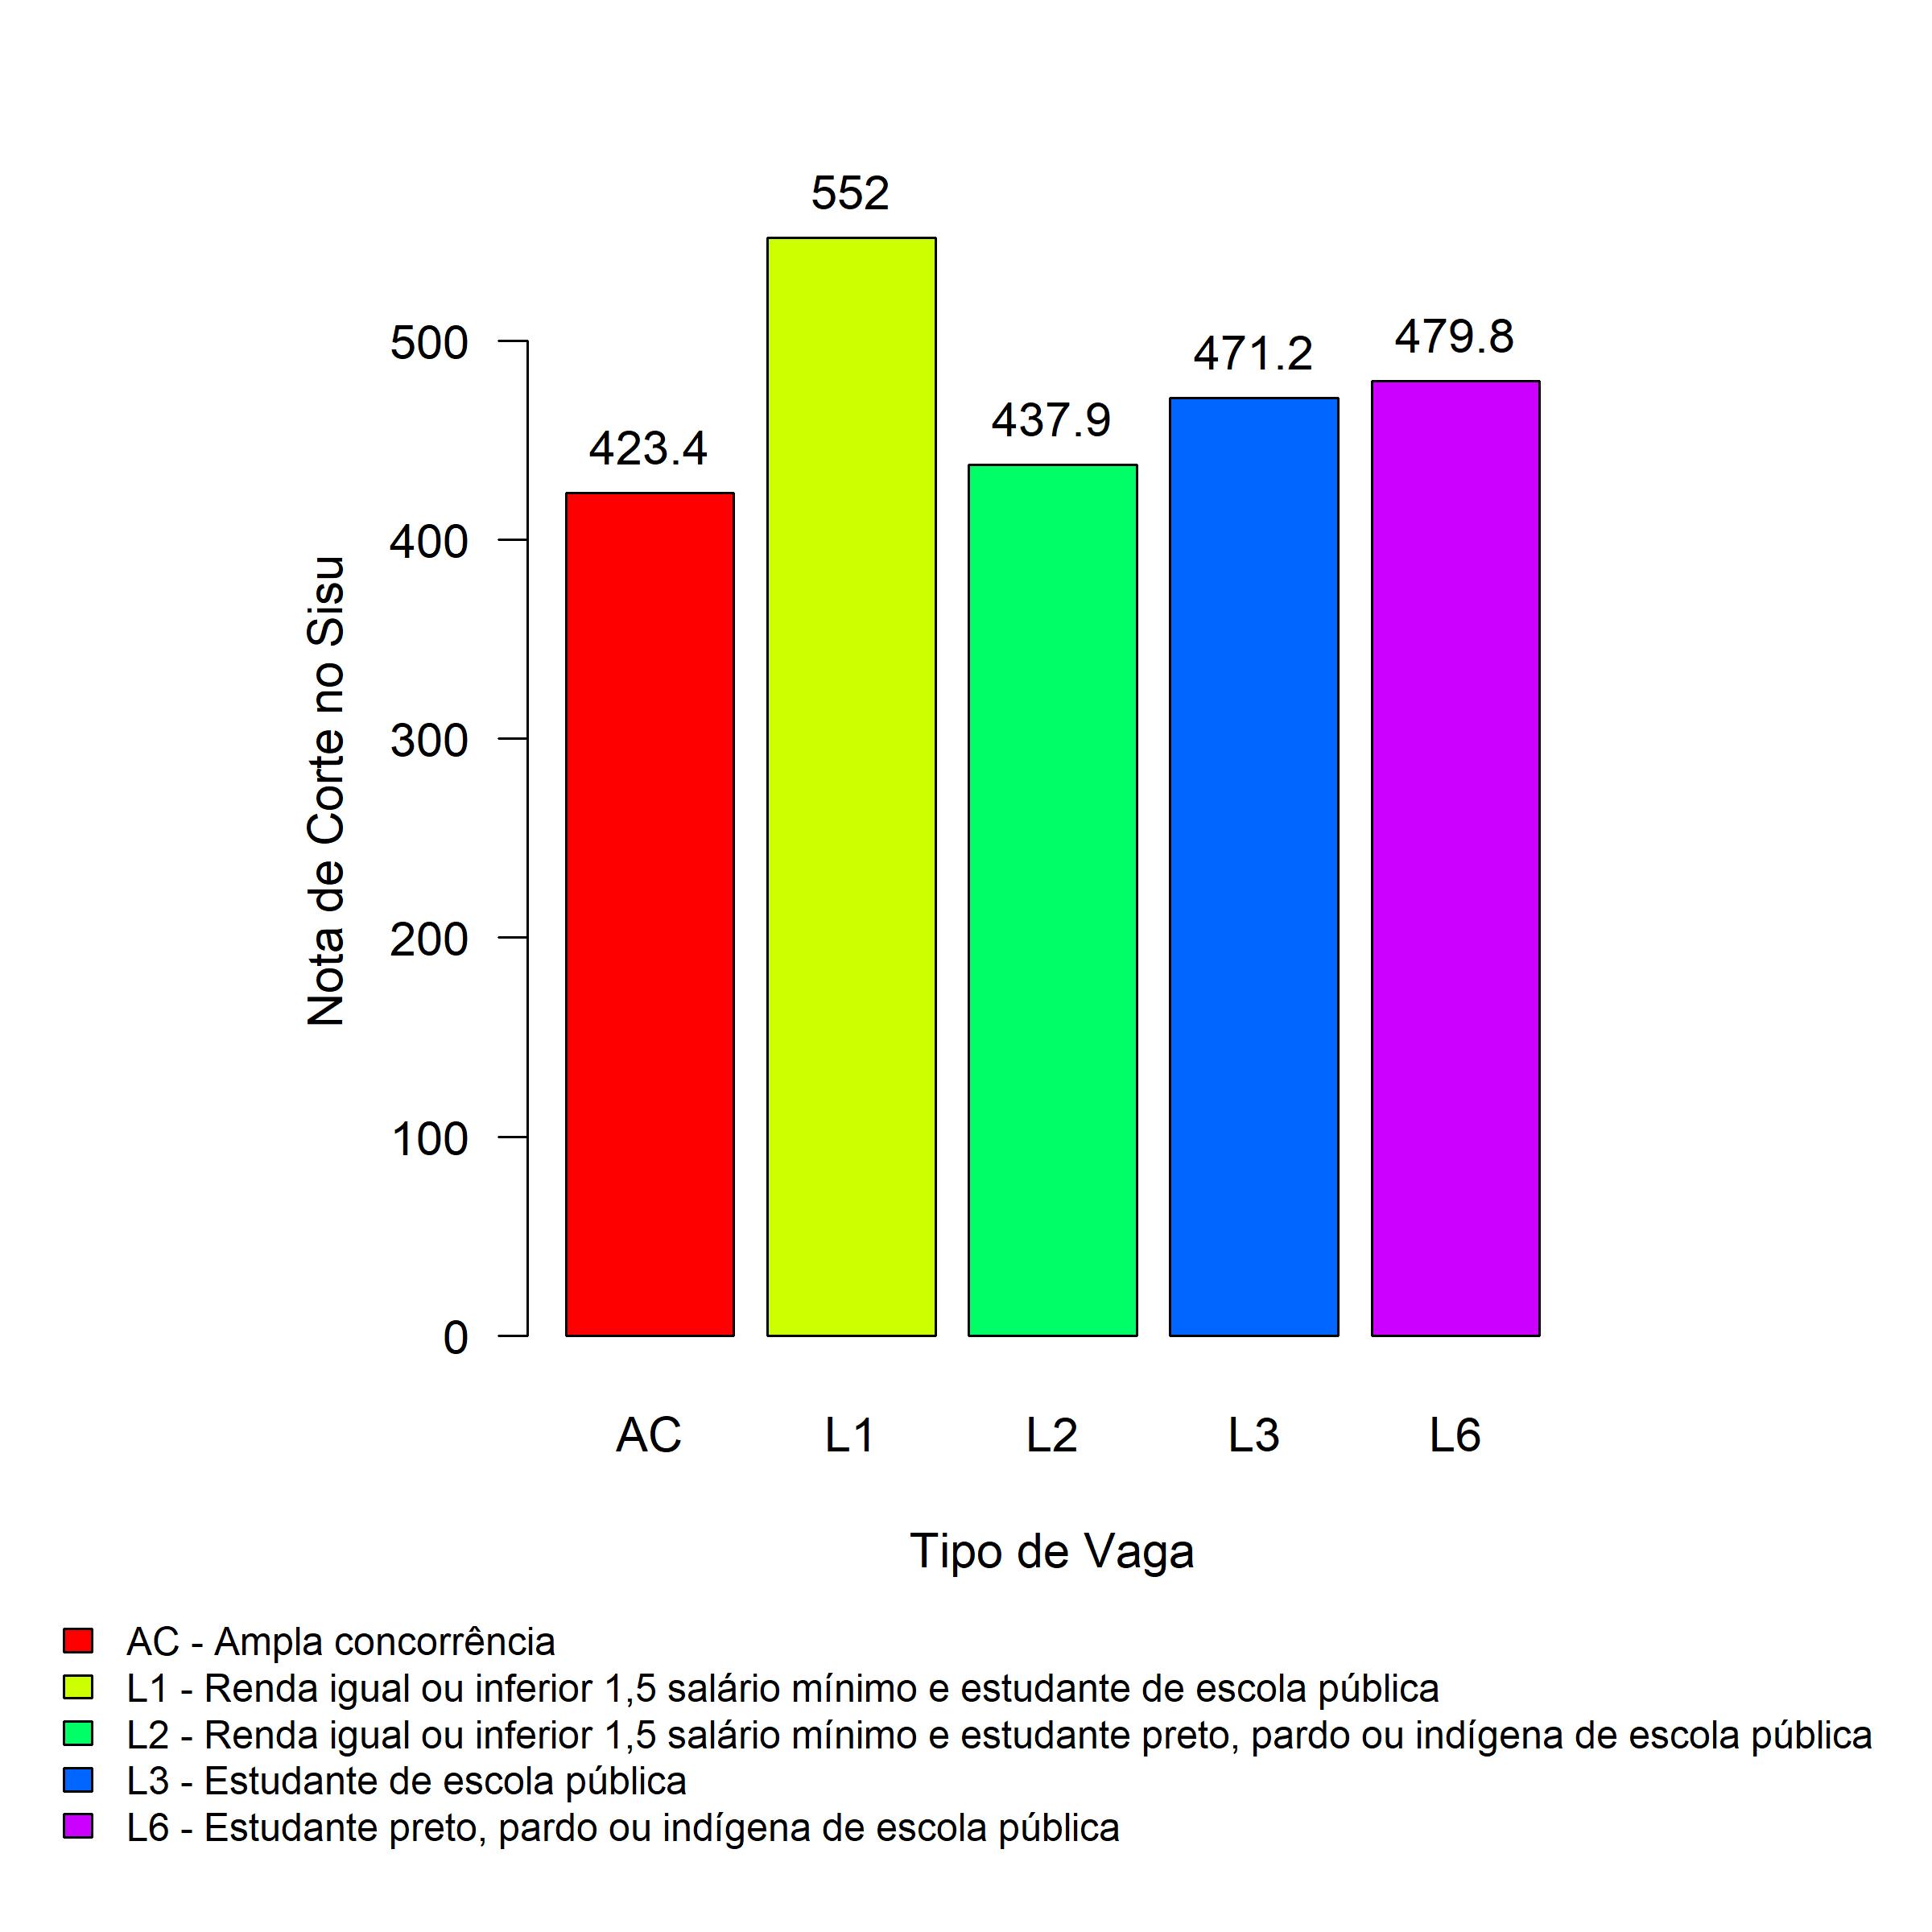 552
500
479.8
471.2
437.9
423.4
400
300
200
100
0
Nota de Corte no Sisu
AC L1 L2 L3 L6
Tipo de Vaga
AC - Ampla concorrência
L1 - Renda igual ou inferior 1,5 salário mínimo e estudante de escola pública
L2 - Renda igual ou inferior 1,5 salário mínimo e estudante preto, pardo ou indígena de escola pública
L3 - Estudante de escola pública
L6 - Estudante preto, pardo ou indígena de escola pública